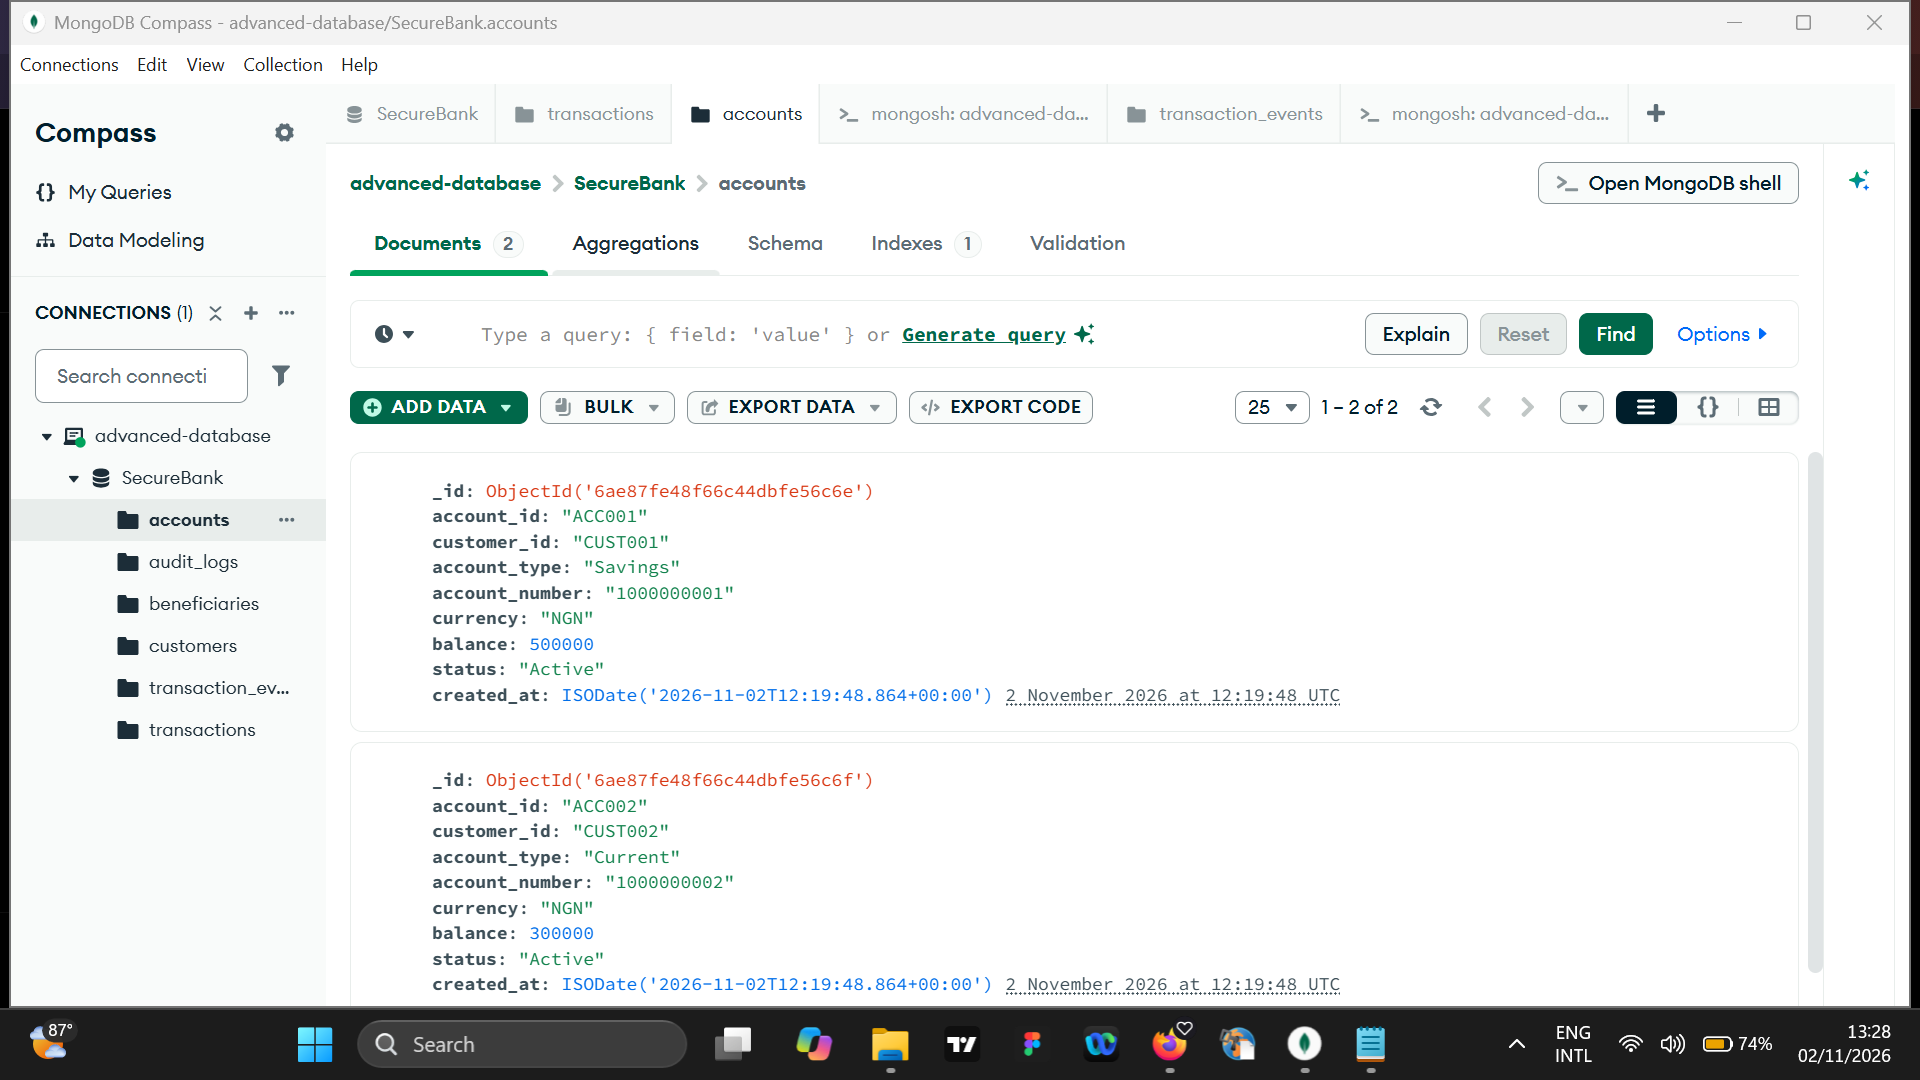 MongoDB Compass - advanced-database/SecureBank.accounts
Connections Edit View Collection Help
Compass
My Queries
Data Modeling
CONNECTIONS (1)
Search connecti
advanced-database
SecureBank
accounts
audit_logs
beneficiaries
customers
transaction_ev...
transactions
SecureBank transactions accounts mongosh: advanced-da... transaction_events mongosh: advanced-da...
advanced-database > SecureBank > accounts
Open MongoDB shell
Documents 2 Aggregations Schema Indexes 1 Validation
Type a query: { field: 'value' } or Generate query
Explain Reset Find Options
ADD DATA BULK EXPORT DATA EXPORT CODE
25 1 – 2 of 2
_id: ObjectId('6ae87fe48f66c44dbfe56c6e')
account_id: "ACC001"
customer_id: "CUST001"
account_type: "Savings"
account_number: "1000000001"
currency: "NGN"
balance: 500000
status: "Active"
created_at: ISODate('2026-11-02T12:19:48.864+00:00') 2 November 2026 at 12:19:48 UTC
_id: ObjectId('6ae87fe48f66c44dbfe56c6f')
account_id: "ACC002"
customer_id: "CUST002"
account_type: "Current"
account_number: "1000000002"
currency: "NGN"
balance: 300000
status: "Active"
created_at: ISODate('2026-11-02T12:19:48.864+00:00') 2 November 2026 at 12:19:48 UTC
87°
Search
ENG
INTL
74%
13:28
02/11/2026